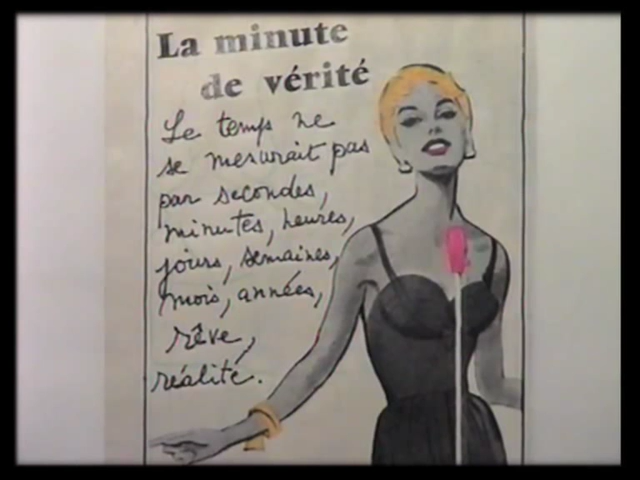 La minute
de vérité
Le temps ne
se mesurait pas
par secondes,
minutes, heures,
jours, semaines,
mois, années,
rêve,
réalité.